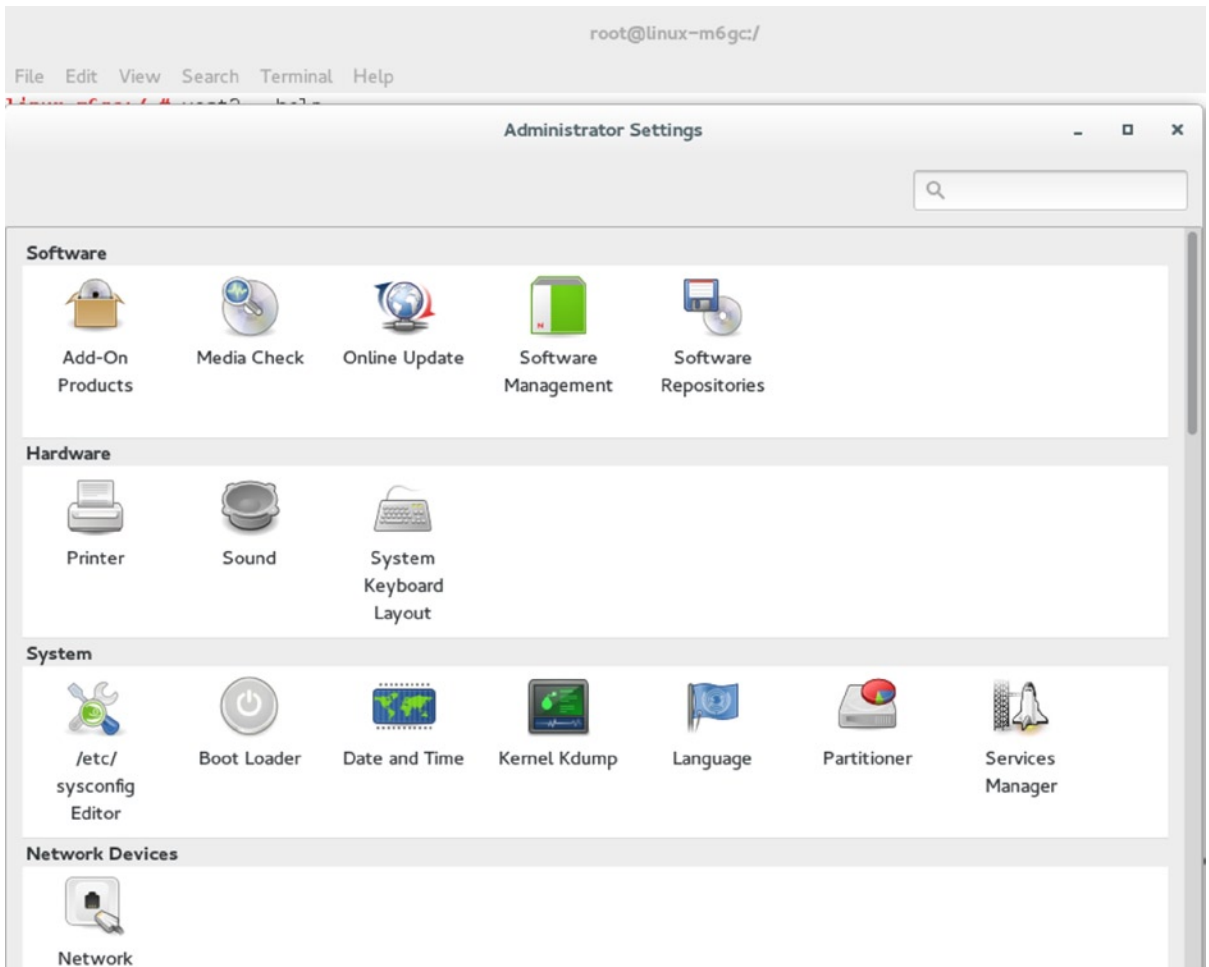 root@linux-m6gc:/
File Edit View Search Terminal Help
Administrator Settings
Software
Add-On
Products
Media Check
Online Update
Software
Management
Software
Repositories
Hardware
Printer
Sound
System
Keyboard
Layout
System
/etc/
sysconfig
Editor
Boot Loader
Date and Time
Kernel Kdump
Language
Partitioner
Services
Manager
Network Devices
Network